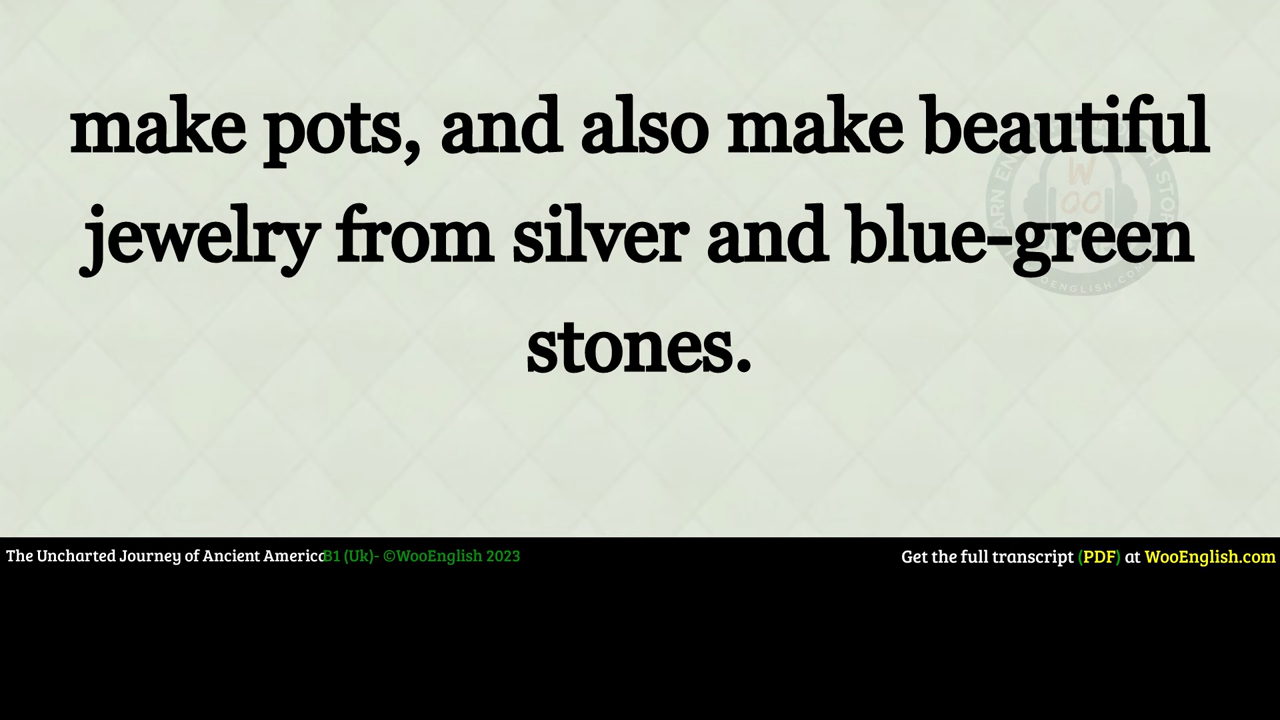 make pots, and also make beautiful
jewelry from silver and blue-green
stones.
W
OO
The Uncharted Journey of Ancient America B1 (Uk)- ©WooEnglish 2023
Get the full transcript (PDF) at WooEnglish.com